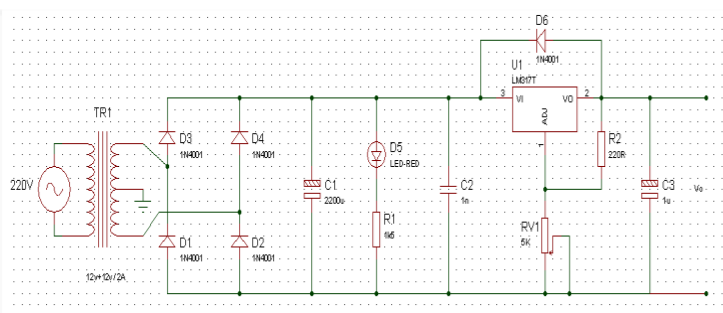 D6
1N4001
U1
LM317T
3
VI
VO
2
ADJ
1
TR1
220V
12v+12v/2A
D3
1N4001
D4
1N4001
D1
1N4001
D2
1N4001
C1
2200u
D5
LED-RED
R1
1k5
C2
1n
R2
220R
RV1
5K
C3
1u
Vo